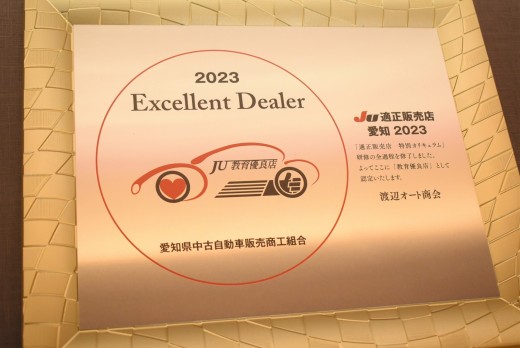 2023
Excellent Dealer
JU 教育優良店
愛知県中古自動車販売商工組合
JU 適正販売店
愛知 2023
「適正販売店 特別カリキュラム」
研修の全過程を修了しました。
よってここに「教育優良店」として
認定いたします。
渡辺オート商会